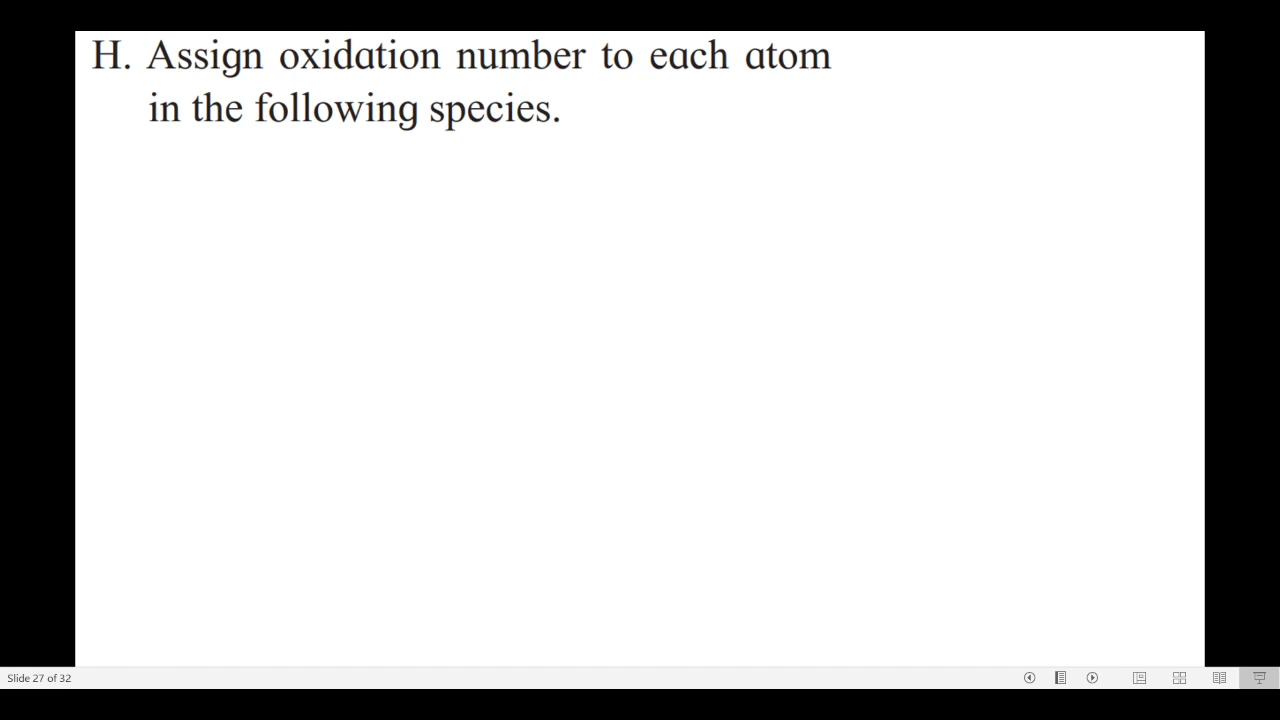 H. Assign oxidation number to each atom
in the following species.
Slide 27 of 32